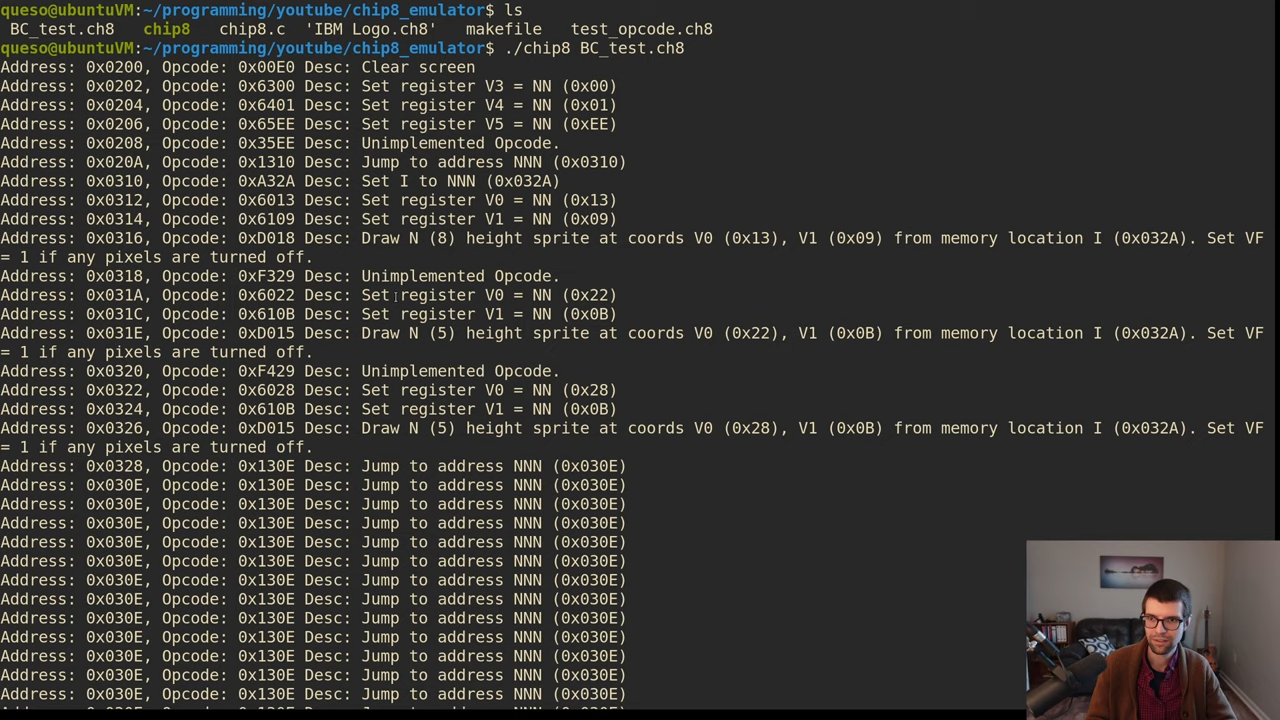 queso@ubuntuVM:~/programming/youtube/chip8_emulator$ ls
BC_test.ch8 chip8 chip8.c 'IBM Logo.ch8' makefile test_opcode.ch8
queso@ubuntuVM:~/programming/youtube/chip8_emulator$ ./chip8 BC_test.ch8
Address: 0x0200, Opcode: 0x00E0 Desc: Clear screen
Address: 0x0202, Opcode: 0x6300 Desc: Set register V3 = NN (0x00)
Address: 0x0204, Opcode: 0x6401 Desc: Set register V4 = NN (0x01)
Address: 0x0206, Opcode: 0x65EE Desc: Set register V5 = NN (0xEE)
Address: 0x0208, Opcode: 0x35EE Desc: Unimplemented Opcode.
Address: 0x020A, Opcode: 0x1310 Desc: Jump to address NNN (0x0310)
Address: 0x0310, Opcode: 0xA32A Desc: Set I to NNN (0x032A)
Address: 0x0312, Opcode: 0x6013 Desc: Set register V0 = NN (0x13)
Address: 0x0314, Opcode: 0x6109 Desc: Set register V1 = NN (0x09)
Address: 0x0316, Opcode: 0xD018 Desc: Draw N (8) height sprite at coords V0 (0x13), V1 (0x09) from memory location I (0x032A). Set VF
= 1 if any pixels are turned off.
Address: 0x0318, Opcode: 0xF329 Desc: Unimplemented Opcode.
Address: 0x031A, Opcode: 0x6022 Desc: Set register V0 = NN (0x22)
Address: 0x031C, Opcode: 0x610B Desc: Set register V1 = NN (0x0B)
Address: 0x031E, Opcode: 0xD015 Desc: Draw N (5) height sprite at coords V0 (0x22), V1 (0x0B) from memory location I (0x032A). Set VF
= 1 if any pixels are turned off.
Address: 0x0320, Opcode: 0xF429 Desc: Unimplemented Opcode.
Address: 0x0322, Opcode: 0x6028 Desc: Set register V0 = NN (0x28)
Address: 0x0324, Opcode: 0x610B Desc: Set register V1 = NN (0x0B)
Address: 0x0326, Opcode: 0xD015 Desc: Draw N (5) height sprite at coords V0 (0x28), V1 (0x0B) from memory location I (0x032A). Set VF
= 1 if any pixels are turned off.
Address: 0x0328, Opcode: 0x130E Desc: Jump to address NNN (0x030E)
Address: 0x030E, Opcode: 0x130E Desc: Jump to address NNN (0x030E)
Address: 0x030E, Opcode: 0x130E Desc: Jump to address NNN (0x030E)
Address: 0x030E, Opcode: 0x130E Desc: Jump to address NNN (0x030E)
Address: 0x030E, Opcode: 0x130E Desc: Jump to address NNN (0x030E)
Address: 0x030E, Opcode: 0x130E Desc: Jump to address NNN (0x030E)
Address: 0x030E, Opcode: 0x130E Desc: Jump to address NNN (0x030E)
Address: 0x030E, Opcode: 0x130E Desc: Jump to address NNN (0x030E)
Address: 0x030E, Opcode: 0x130E Desc: Jump to address NNN (0x030E)
Address: 0x030E, Opcode: 0x130E Desc: Jump to address NNN (0x030E)
Address: 0x030E, Opcode: 0x130E Desc: Jump to address NNN (0x030E)
Address: 0x030E, Opcode: 0x130E Desc: Jump to address NNN (0x030E)
Address: 0x030E, Opcode: 0x130E Desc: Jump to address NNN (0x030E)